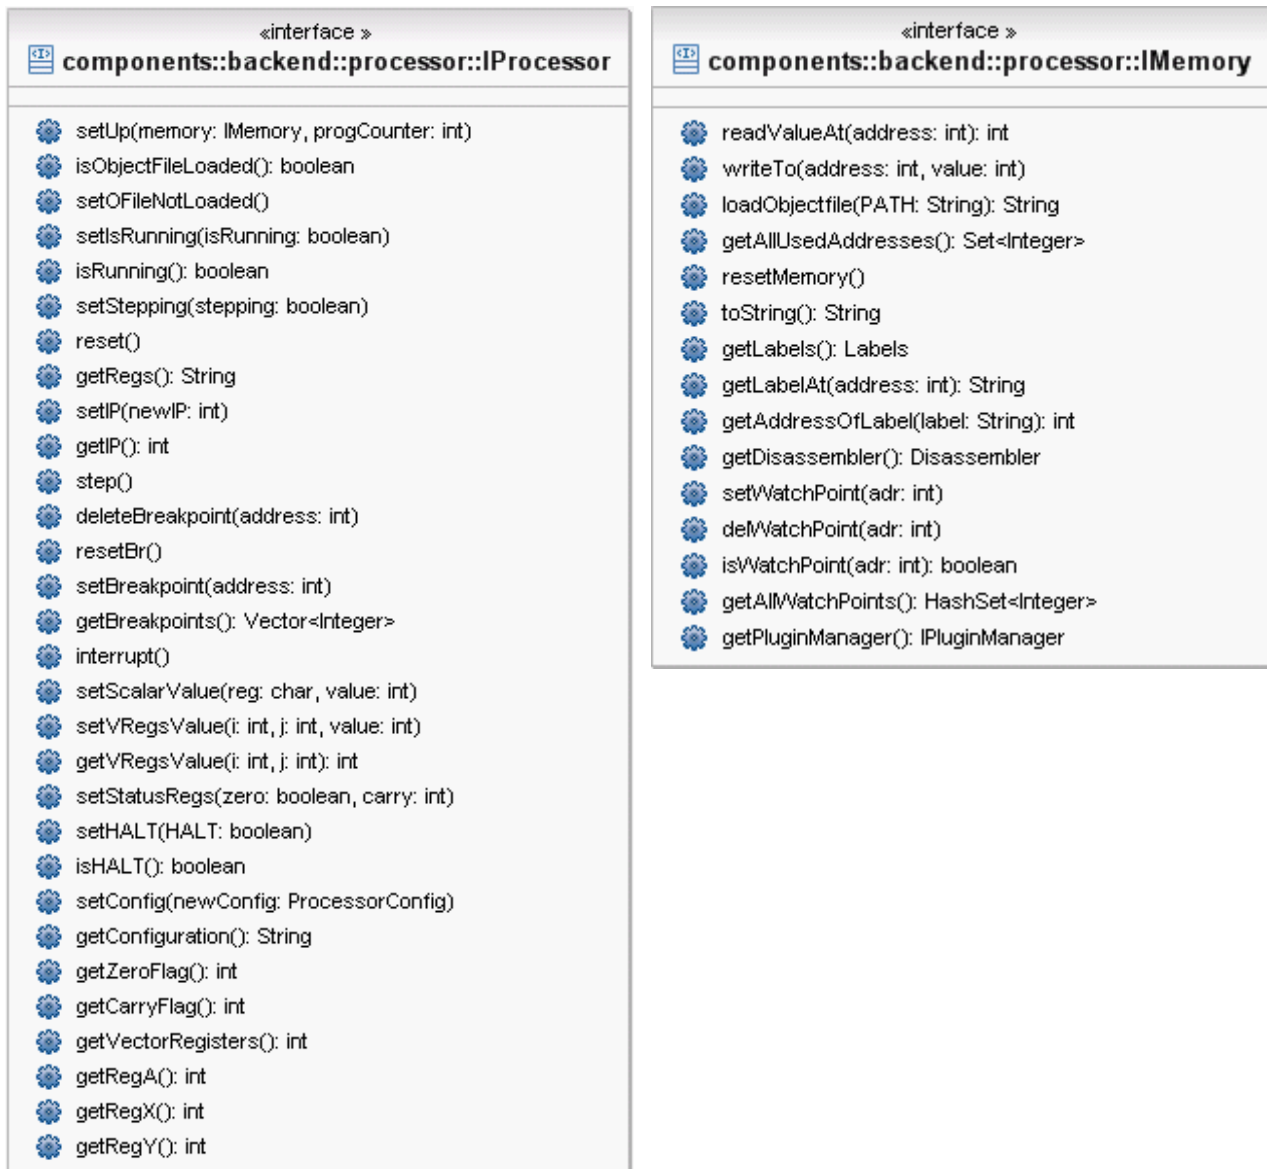 «interface »
components::backend::processor::IProcessor
setUp(memory: IMemory, progCounter: int)
isObjectFileLoaded(): boolean
setOFileNotLoaded()
setIsRunning(isRunning: boolean)
isRunning(): boolean
setStepping(stepping: boolean)
reset()
getRegs(): String
setIP(newIP: int)
getIP(): int
step()
deleteBreakpoint(address: int)
resetBr()
setBreakpoint(address: int)
getBreakpoints(): Vector<Integer>
interrupt()
setScalarValue(reg: char, value: int)
setVRegsValue(i: int, j: int, value: int)
getVRegsValue(i: int, j: int): int
setStatusRegs(zero: boolean, carry: int)
setHALT(HALT: boolean)
isHALT(): boolean
setConfig(newConfig: ProcessorConfig)
getConfiguration(): String
getZeroFlag(): int
getCarryFlag(): int
getVectorRegisters(): int
getRegA(): int
getRegX(): int
getRegY(): int
«interface »
components::backend::processor::IMemory
readValueAt(address: int): int
writeTo(address: int, value: int)
loadObjectfile(PATH: String): String
getAllUsedAddresses(): Set<Integer>
resetMemory()
toString(): String
getLabels(): Labels
getLabelAt(address: int): String
getAddressOfLabel(label: String): int
getDisassembler(): Disassembler
setWatchPoint(adr: int)
delWatchPoint(adr: int)
isWatchPoint(adr: int): boolean
getAllWatchPoints(): HashSet<Integer>
getPluginManager(): IPluginManager